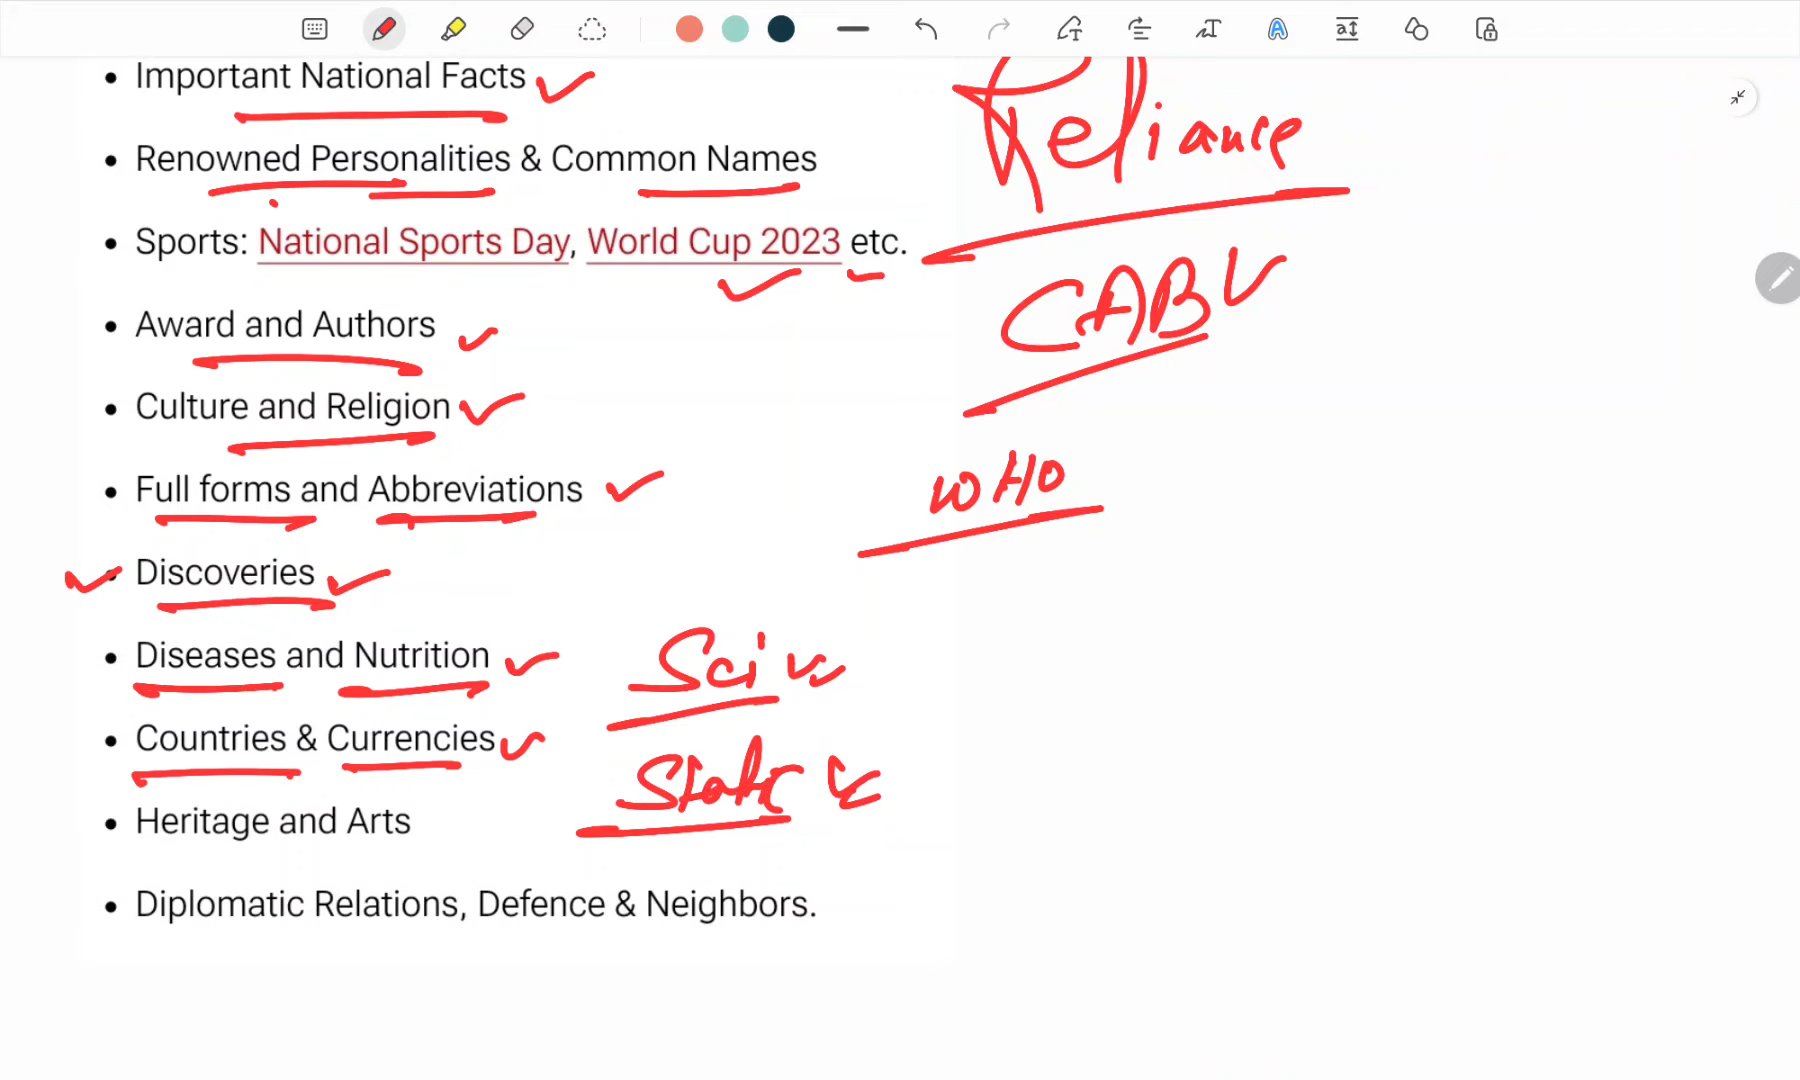 • Important National Facts
Reliance
• Renowned Personalities & Common Names
• Sports: National Sports Day, World Cup 2023 etc.
CAB
• Award and Authors
• Culture and Religion
• Full forms and Abbreviations
WHO
• Discoveries
• Diseases and Nutrition
Sci
• Countries & Currencies
Static
• Heritage and Arts
• Diplomatic Relations, Defence & Neighbors.